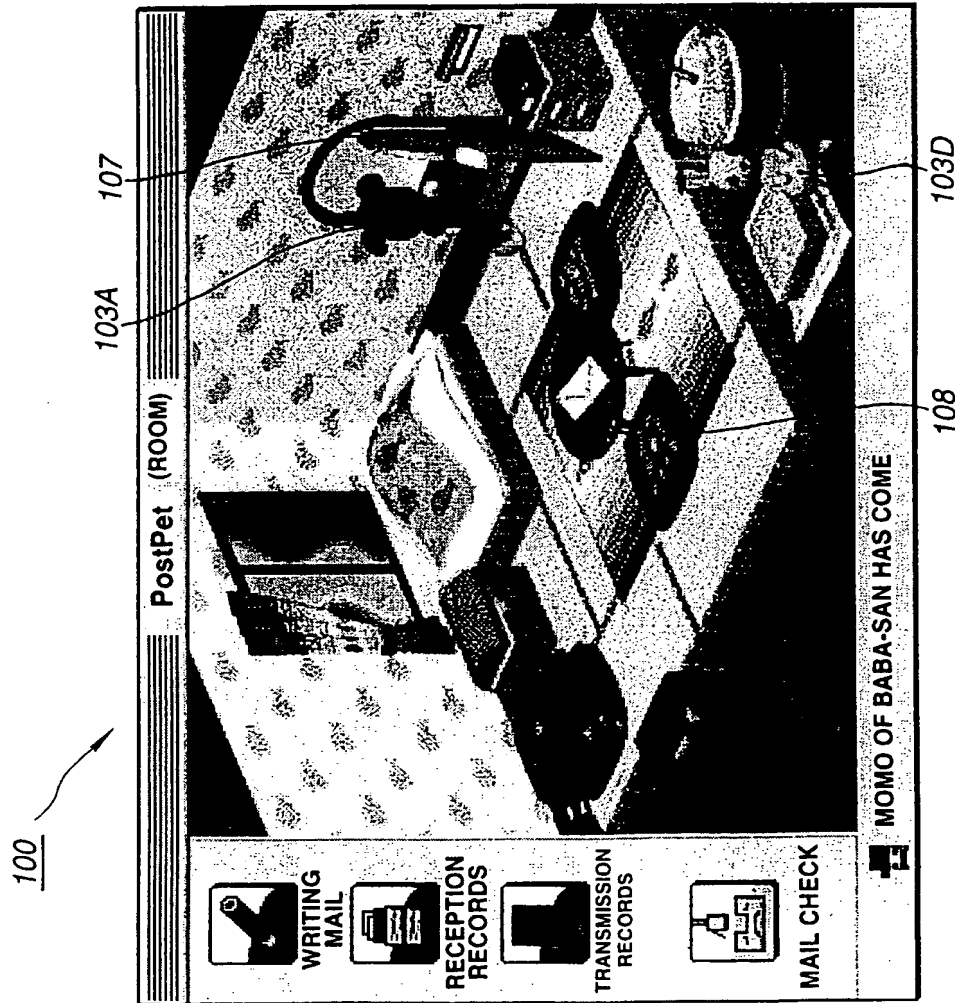 100
PostPet (ROOM)
103A
107
WRITING
MAIL
RECEPTION
RECORDS
TRANSMISSION
RECORDS
MAIL CHECK
MOMO OF BABA-SAN HAS COME
108
103D